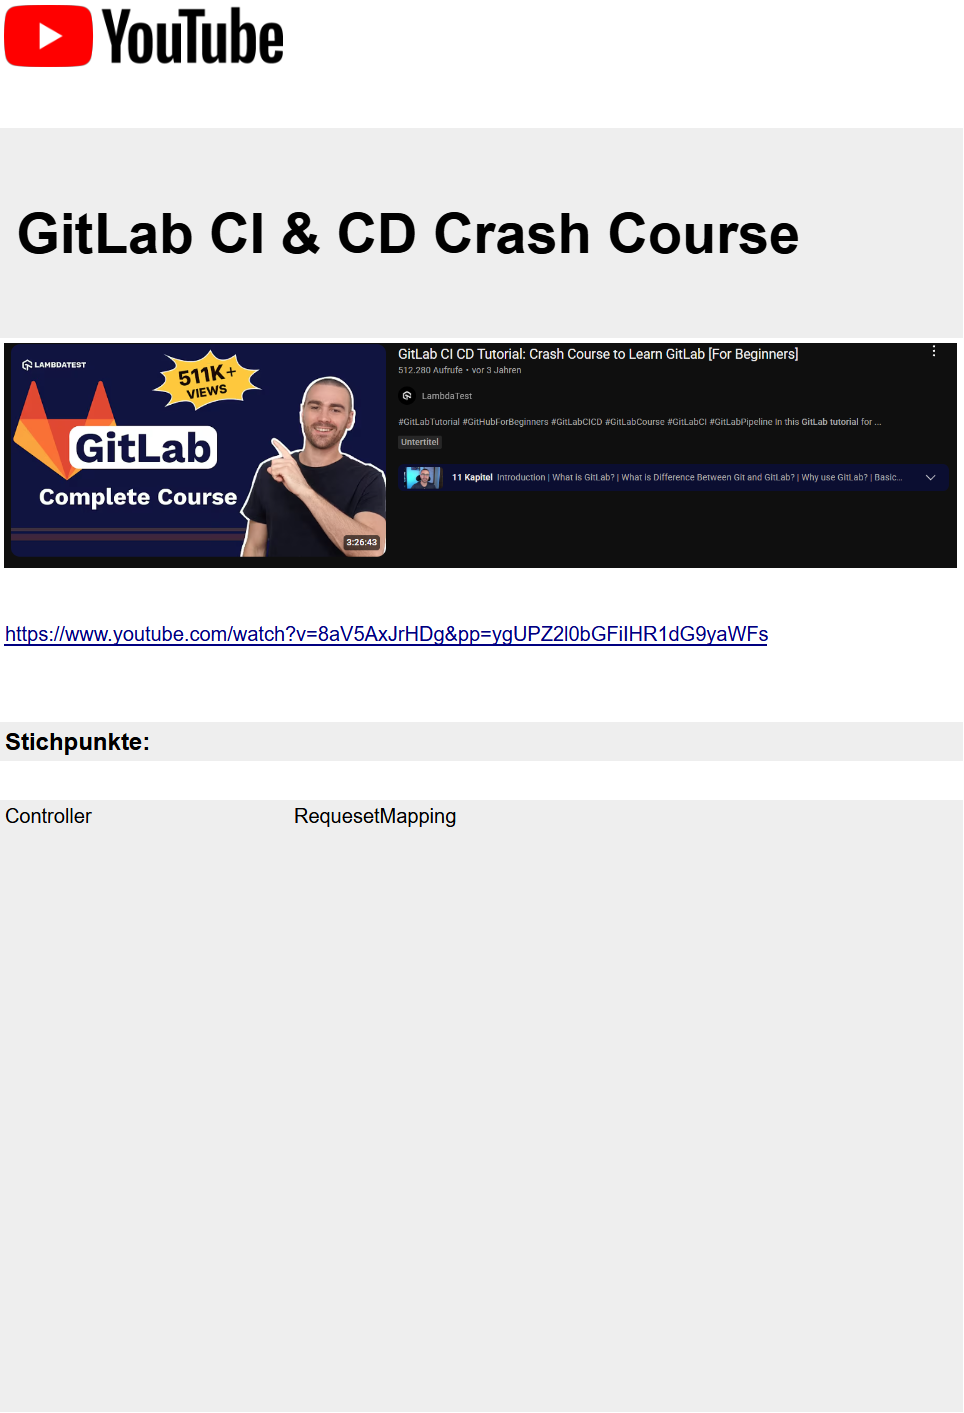 YouTube
GitLab CI & CD Crash Course
LAMBDATEST
511K+
VIEWS
GitLab
Complete Course
3:26:43
GitLab CI CD Tutorial: Crash Course to Learn GitLab [For Beginners]
512.280 Aufrufe • vor 3 Jahren
LambdaTest
#GitLabTutorial #GitHubForBeginners #GitLabCICD #GitLabCourse #GitLabCI #GitLabPipeline In this GitLab tutorial for ...
Untertitel
11 Kapitel Introduction | What is GitLab? | What is Difference Between Git and GitLab? | Why use GitLab? | Basic...
https://www.youtube.com/watch?v=8aV5AxJrHDg&pp=ygUPZ2l0bGFiIHR1dG9yaWFs
Stichpunkte:
Controller RequesetMapping